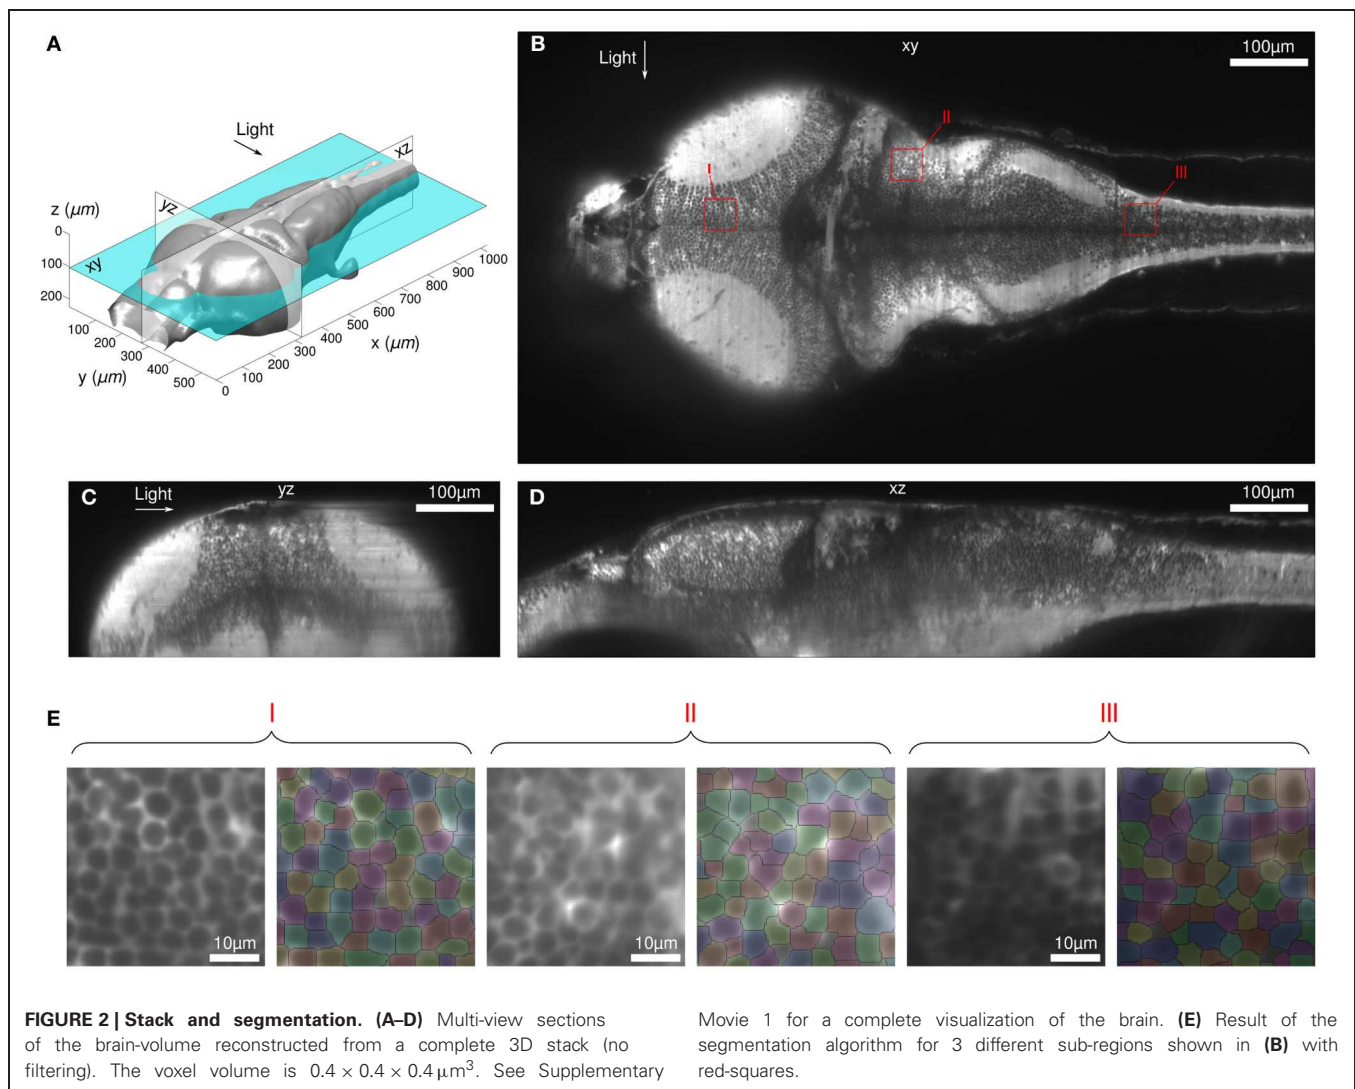 A
Light
xz
yz
xy
z (µm)
0
100
200
100
200
300
400
500
y (µm)
0
100
200
300
400
500
600
700
800
900
1000
x (µm)
B
Light
xy
100µm
I
II
III
C
Light
yz
100µm
D
xz
100µm
E
I
II
III
10µm
10µm
10µm
FIGURE 2 | Stack and segmentation. (A–D) Multi-view sections
of the brain-volume reconstructed from a complete 3D stack (no
filtering). The voxel volume is 0.4 × 0.4 × 0.4 µm³. See Supplementary
Movie 1 for a complete visualization of the brain. (E) Result of the
segmentation algorithm for 3 different sub-regions shown in (B) with
red-squares.